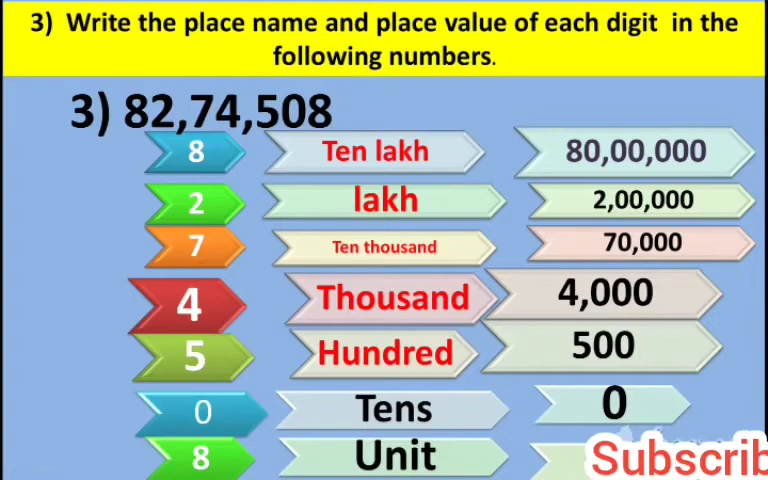 3) Write the place name and place value of each digit in the
following numbers.
3) 82,74,508
8 Ten lakh 80,00,000
2 lakh 2,00,000
7 Ten thousand 70,000
4 Thousand 4,000
5 Hundred 500
0 Tens 0
8 Unit